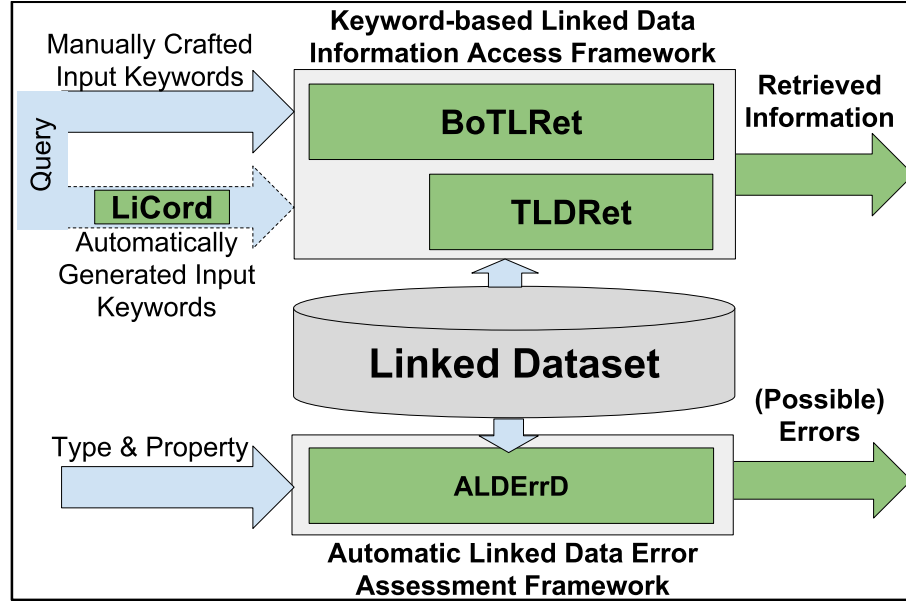 Keyword-based Linked Data
Information Access Framework
Manually Crafted
Input Keywords
Query
LiCord
Automatically
Generated Input
Keywords
BoTLRet
TLDRet
Retrieved
Information
Linked Dataset
Type & Property
ALDErrD
(Possible)
Errors
Automatic Linked Data Error
Assessment Framework